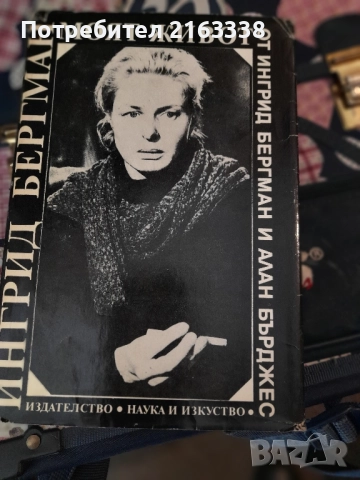 Потребител 2163338
ИНГРИД БЕРГМАН
ОТ ИНГРИД БЕРГМАН И АЛАН БЪРДЖЕС
ИЗДАТЕЛСТВО • НАУКА И ИЗКУСТВО •
BAZAR